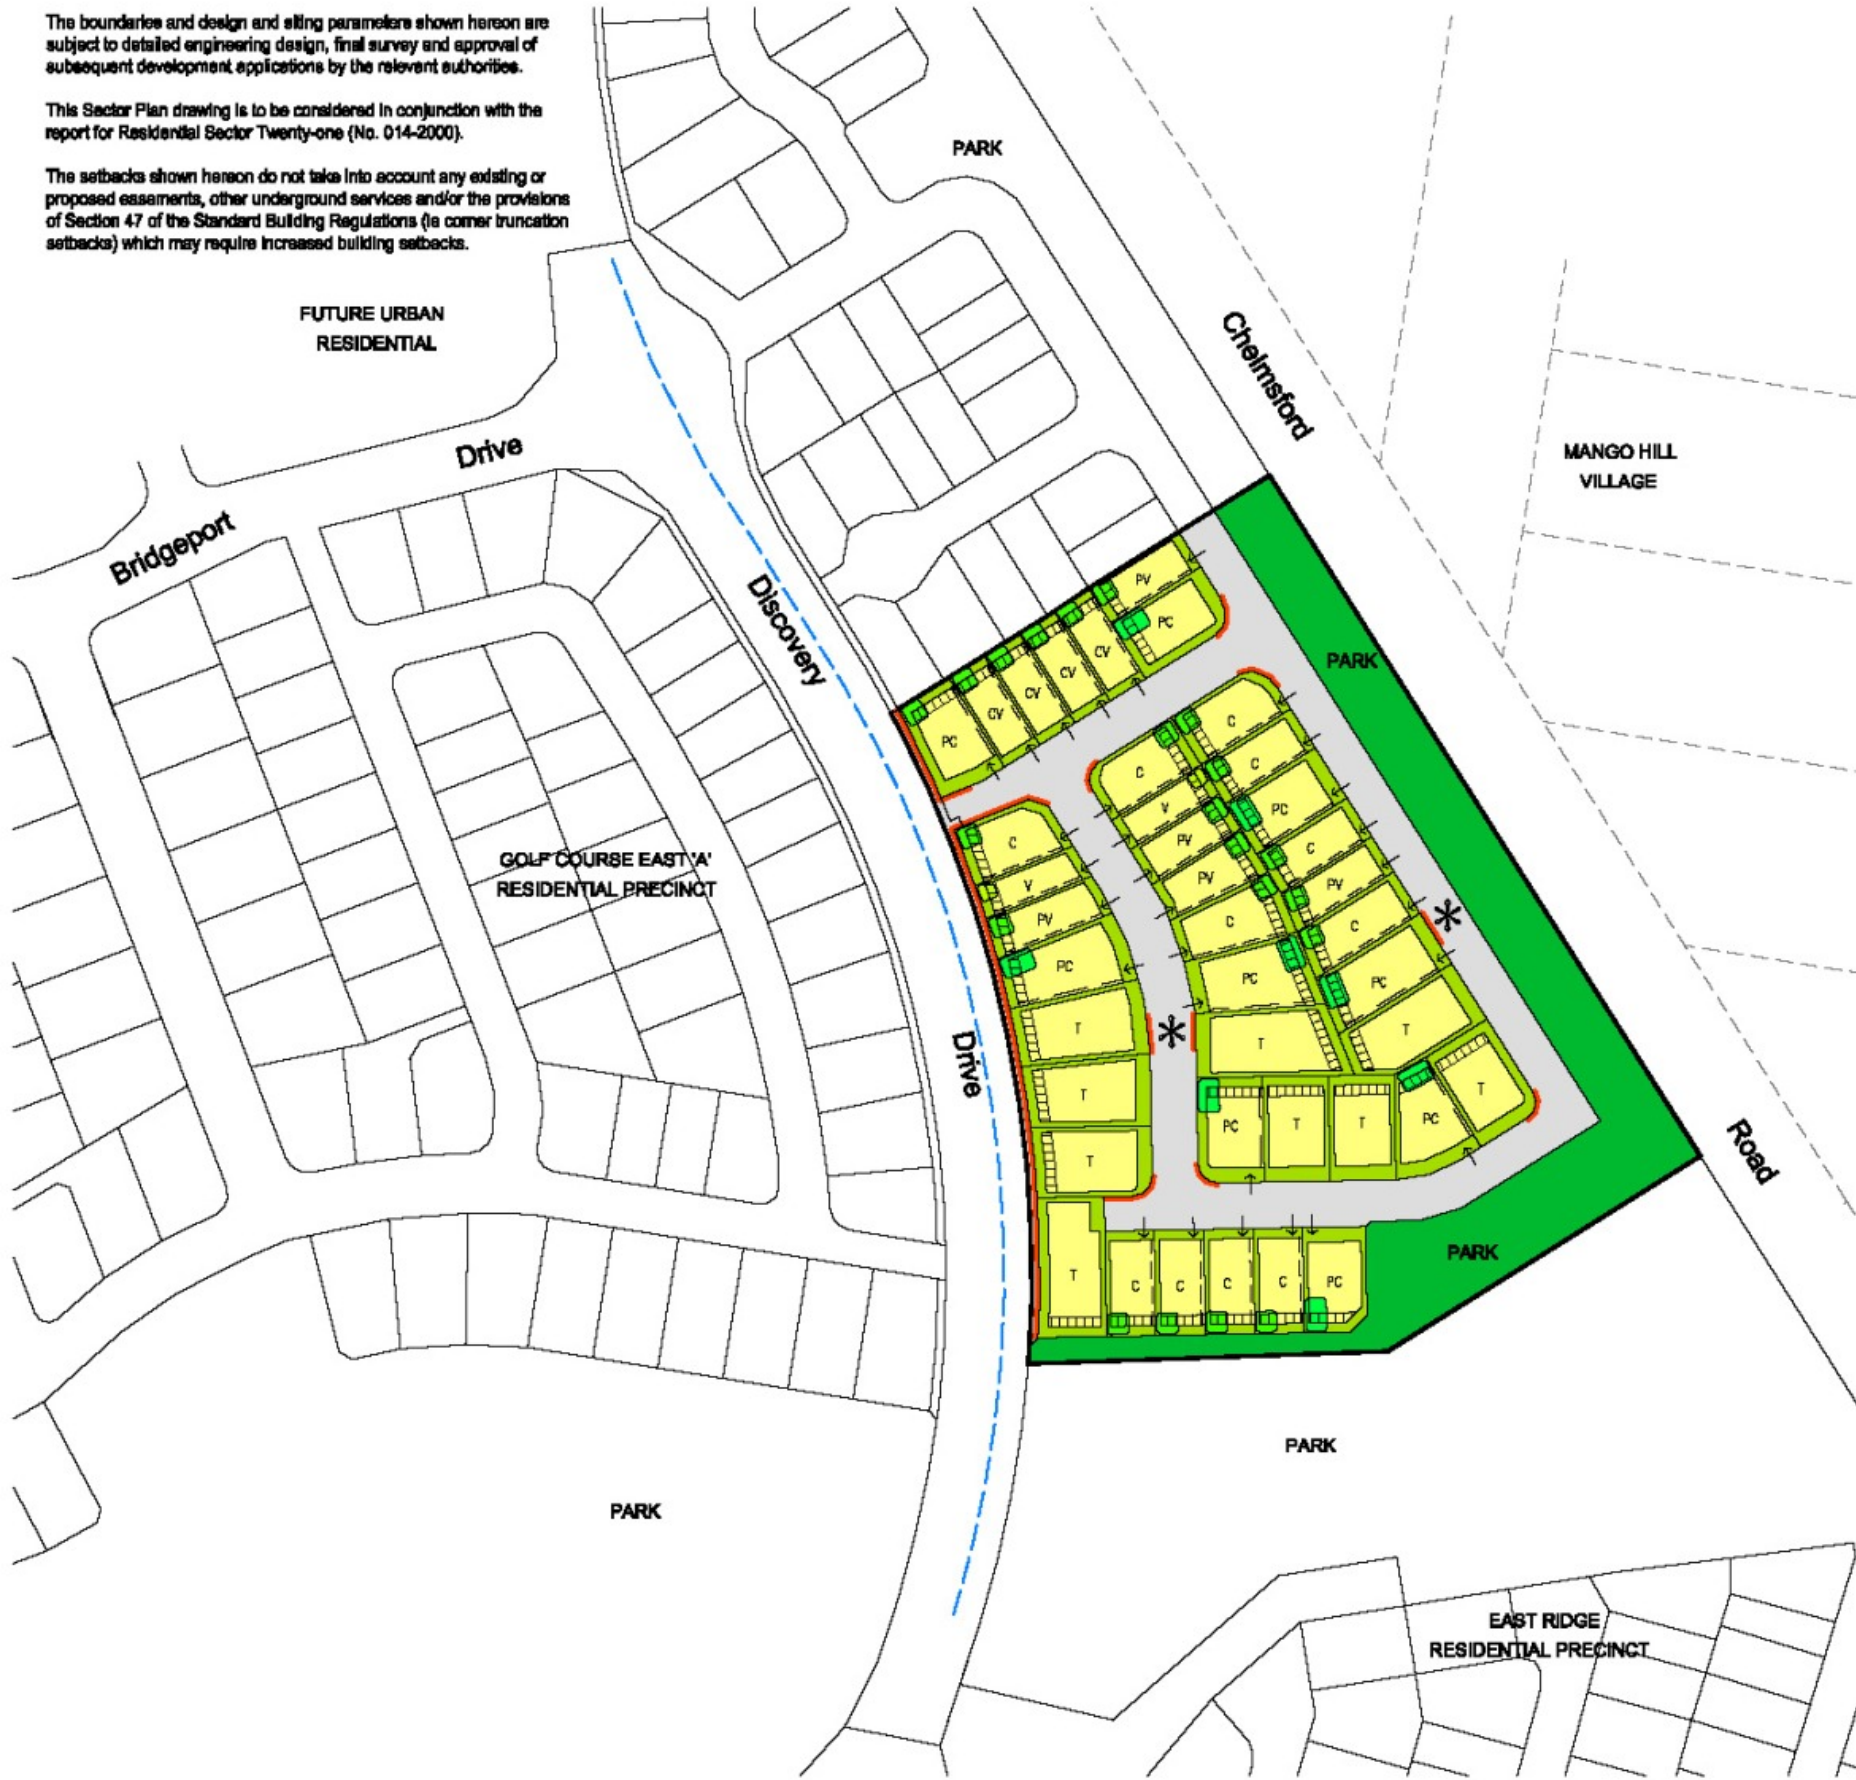 The boundaries and design and siting parameters shown hereon are
subject to detailed engineering design, final survey and approval of
subsequent development applications by the relevant authorities.
This Sector Plan drawing is to be considered in conjunction with the
report for Residential Sector Twenty-one (No. 014-2000).
The setbacks shown hereon do not take into account any existing or
proposed easements, other underground services and/or the provisions
of Section 47 of the Standard Building Regulations (ie corner truncation
setbacks) which may require increased building setbacks.
PARK
FUTURE URBAN
RESIDENTIAL
Chelmsford
Drive
MANGO HILL
VILLAGE
Bridgeport
Discovery
PV
PC
PARK
CV
CV
CV
CV
PC
C
C
C
C
V
PC
PV
C
C
V
PV
PV
PV
C
C
PC
PC
PC
T
T
T
T
T
PC
T
T
PC
T
T
Drive
GOLF COURSE EAST 'A'
RESIDENTIAL PRECINCT
Road
PARK
T
C
C
C
C
PC
PARK
PARK
EAST RIDGE
RESIDENTIAL PRECINCT